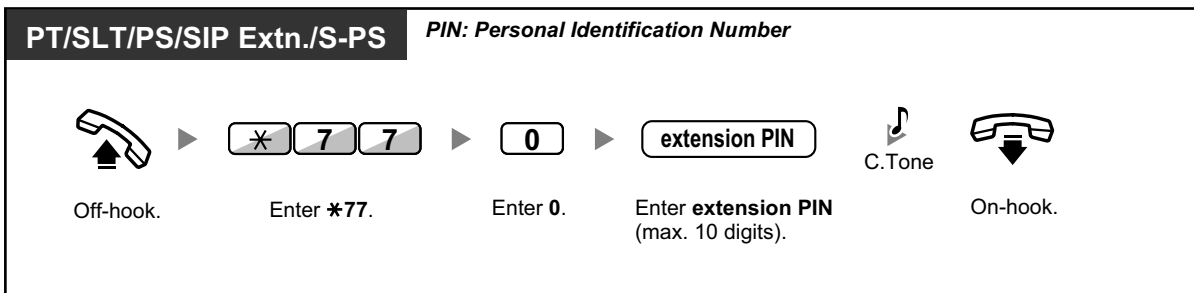 PT/SLT/PS/SIP Extn./S-PS
PIN: Personal Identification Number
✳ 7 7 0 extension PIN
C.Tone
Off-hook. Enter ✳77. Enter 0. Enter extension PIN On-hook.
(max. 10 digits).